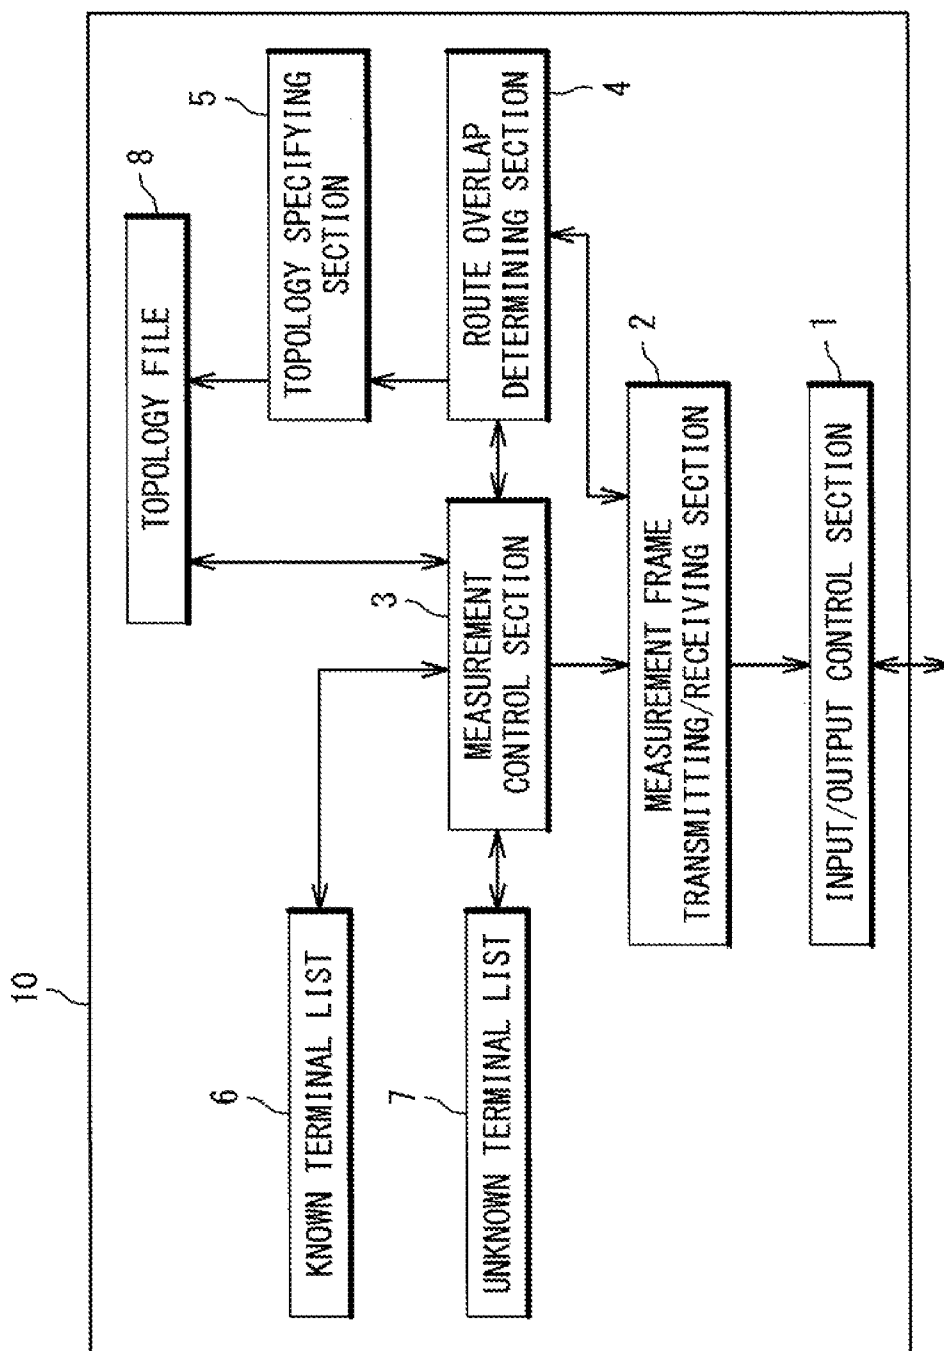 10
6
KNOWN TERMINAL LIST
7
UNKNOWN TERMINAL LIST
8
TOPOLOGY FILE
3
MEASUREMENT
CONTROL SECTION
5
TOPOLOGY SPECIFYING
SECTION
ROUTE OVERLAP
DETERMINING SECTION
4
2
MEASUREMENT FRAME
TRANSMITTING/RECEIVING SECTION
1
INPUT/OUTPUT CONTROL SECTION